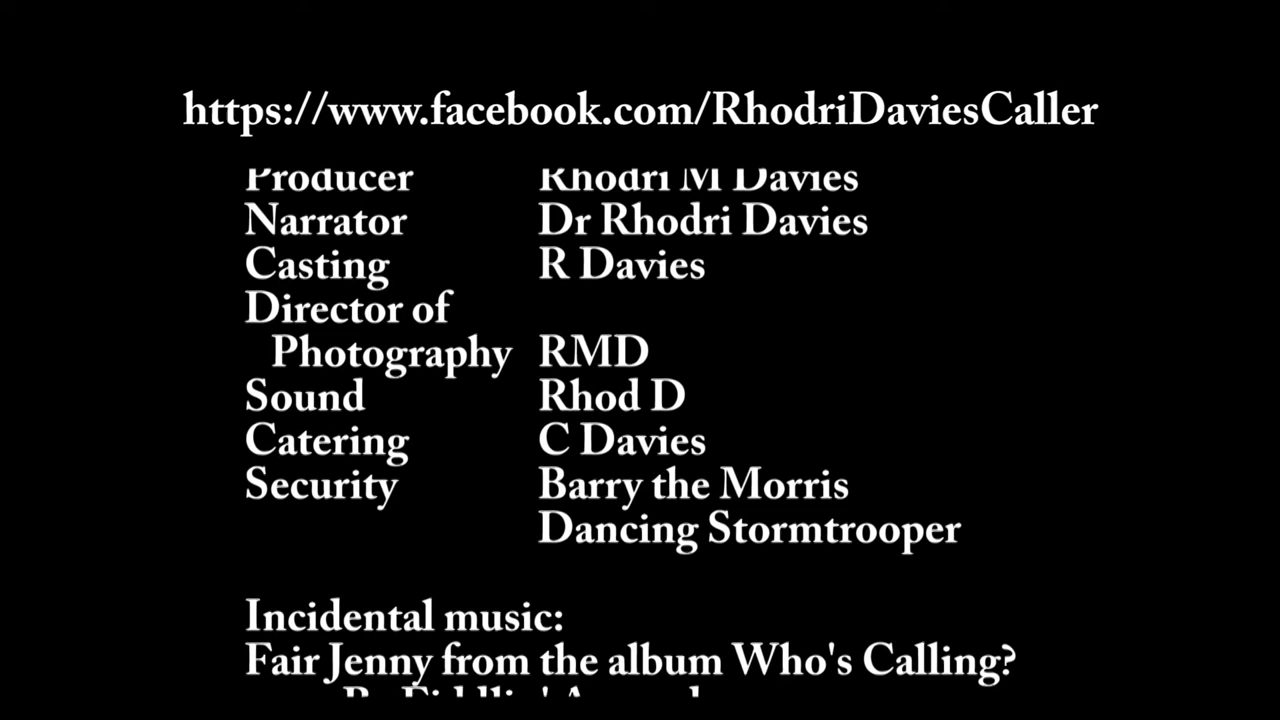 https://www.facebook.com/RhodriDaviesCaller
Producer Rhodri M Davies
Narrator Dr Rhodri Davies
Casting R Davies
Director of
Photography RMD
Sound Rhod D
Catering C Davies
Security Barry the Morris
Dancing Stormtrooper
Incidental music:
Fair Jenny from the album Who's Calling?